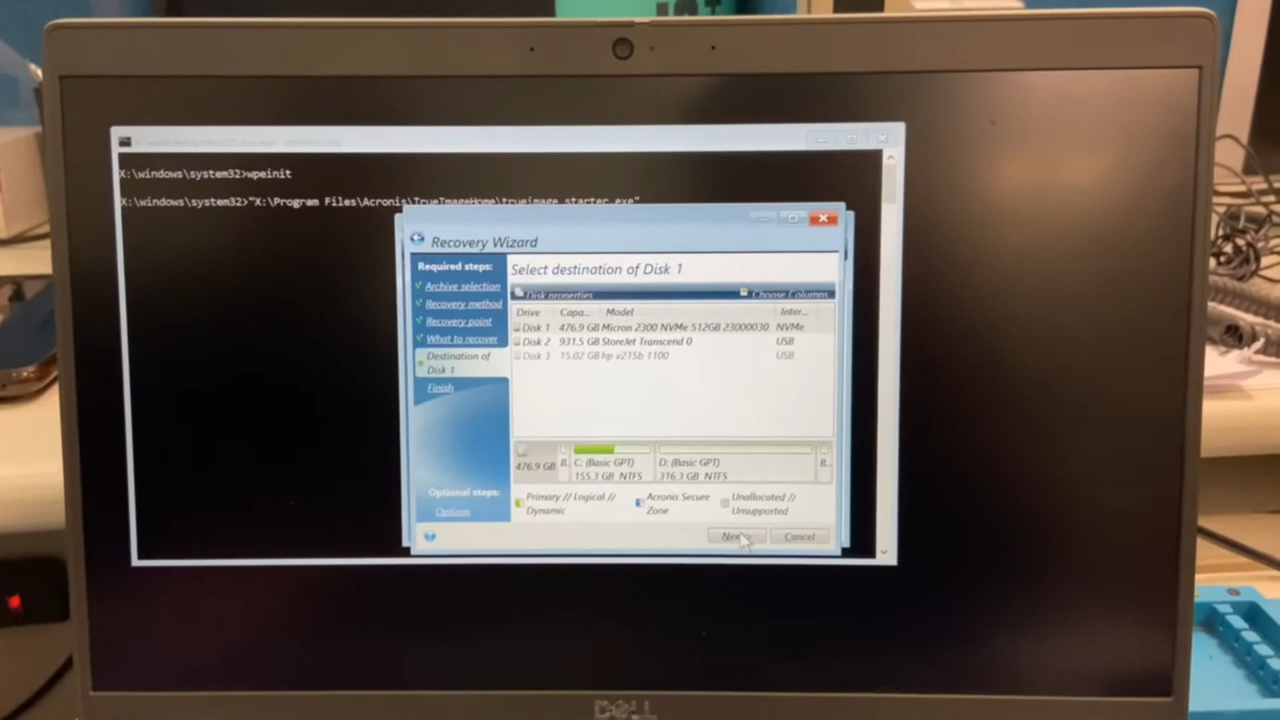 X:\windows\system32>wpeinit
X:\windows\system32>"X:\Program Files\Acronis\TrueImageHome\trueimage_starter.exe"
Recovery Wizard
Required steps:
Archive selection
Recovery method
Recovery point
What to recover
Destination of
Disk 1
Finish
Optional steps:
Options
Select destination of Disk 1
Disk properties Choose Columns
Drive Capa... Model Inter...
Disk 1 476.9 GB Micron 2300 NVMe 512GB 23000030 NVMe
Disk 2 931.5 GB StoreJet Transcend 0 USB
Disk 3 15.02 GB hp v215b 1100 USB
476.9 GB
B..
C: (Basic GPT)
155.3 GB NTFS
D: (Basic GPT)
316.3 GB NTFS
B..
Primary // Logical //
Dynamic
Acronis Secure
Zone
Unallocated //
Unsupported
Cancel
DELL